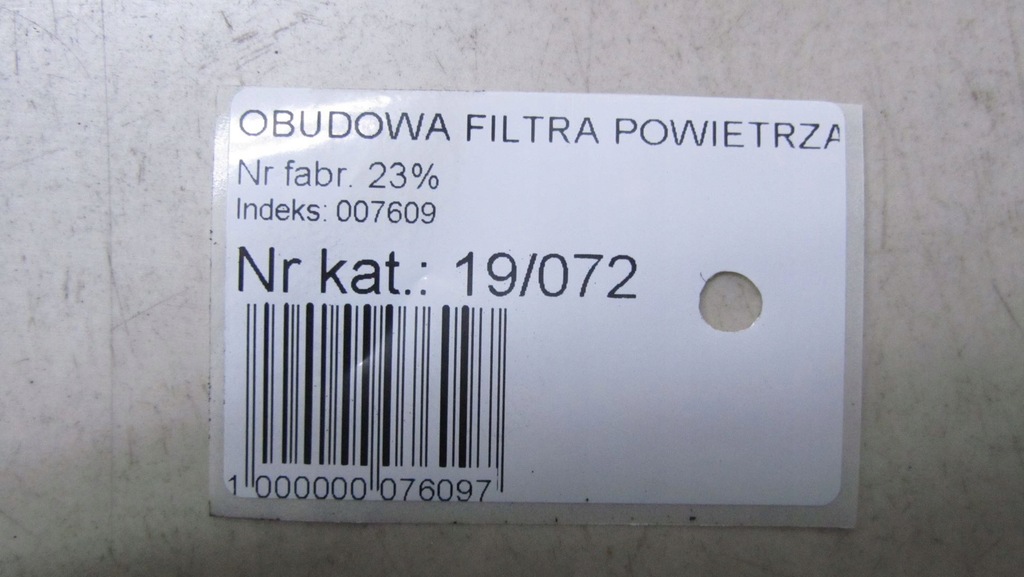 OBUDOWA FILTRA POWIETRZA
Nr fabr. 23%
Indeks: 007609
Nr kat.: 19/072
1 000000 076097